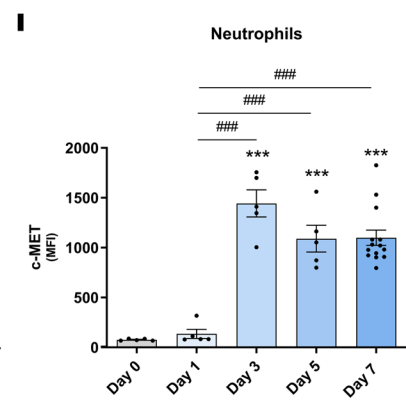 I
Neutrophils
###
###
###
***
***
***
c-MET
(MFI)
2000
1500
1000
500
0
Day 0
Day 1
Day 3
Day 5
Day 7